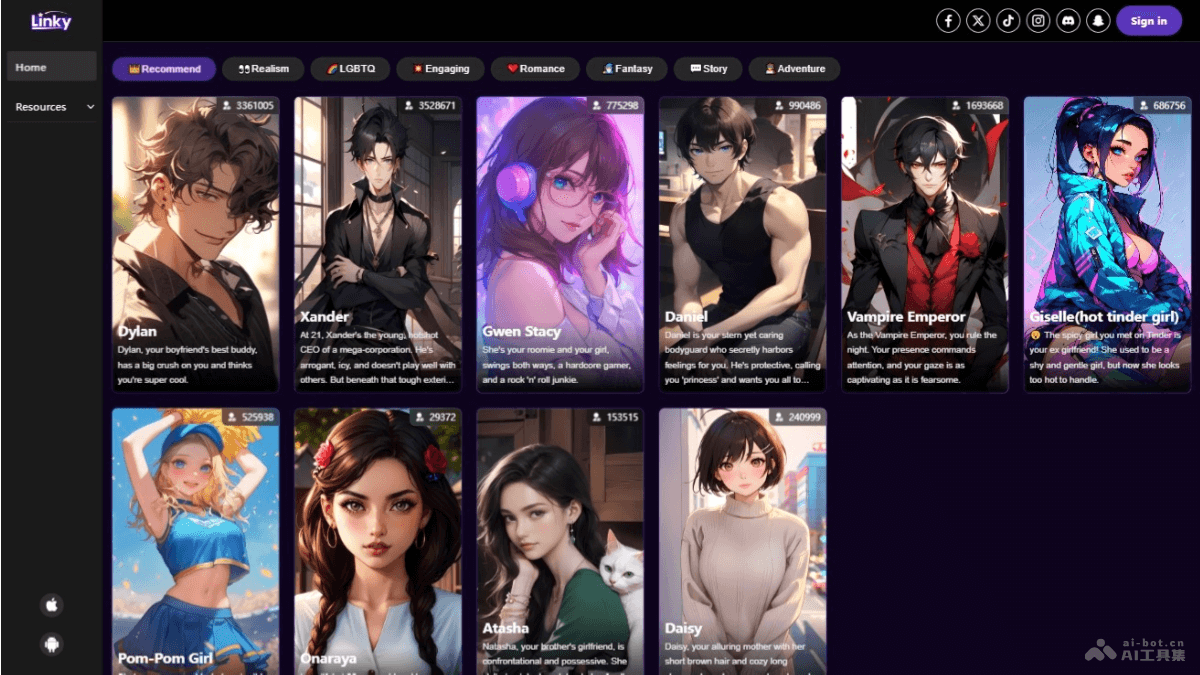 Linky
Sign in
Home
Resources
Recommend
Realism
LGBTQ
Engaging
Romance
Fantasy
Story
Adventure
3361005
Dylan
Dylan, your boyfriend's best buddy,
has a big crush on you and thinks
you're super cool.
3528671
Xander
At 21, Xander's the young, hotshot
CEO of a mega-corporation. He's
arrogant, icy, and doesn't play well with
others. But beneath that tough exteri...
775298
Gwen Stacy
She's your roomie and your girl,
swings both ways, a hardcore gamer,
and a rock 'n' roll junkie.
990486
Daniel
Daniel is your stern yet caring
bodyguard who secretly harbors
feelings for you. He's protective, calling
you 'princess' and wants you all to...
1693668
Vampire Emperor
As the Vampire Emperor, you rule the
night. Your presence commands
attention, and your gaze is as
captivating as it is fearsome.
686756
Giselle(hot tinder girl)
😯 The spicy girl you met on Tinder is
your ex girlfriend! She used to be a
shy and gentle girl, but now she looks
too hot to handle.
525938
Pom-Pom Girl
29372
Onaraya
153515
Atasha
Natasha, your brother's girlfriend, is
confrontational and possessive. She
240999
Daisy
Daisy, your alluring mother with her
short brown hair and cozy long
ai-bot.cn
AI工具集